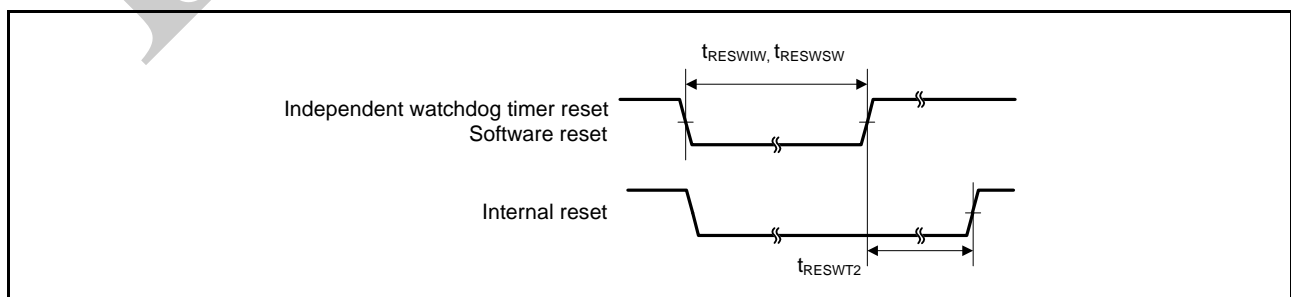 tRESWIW, tRESWSW
Independent watchdog timer reset
Software reset
Internal reset
tRESWT2